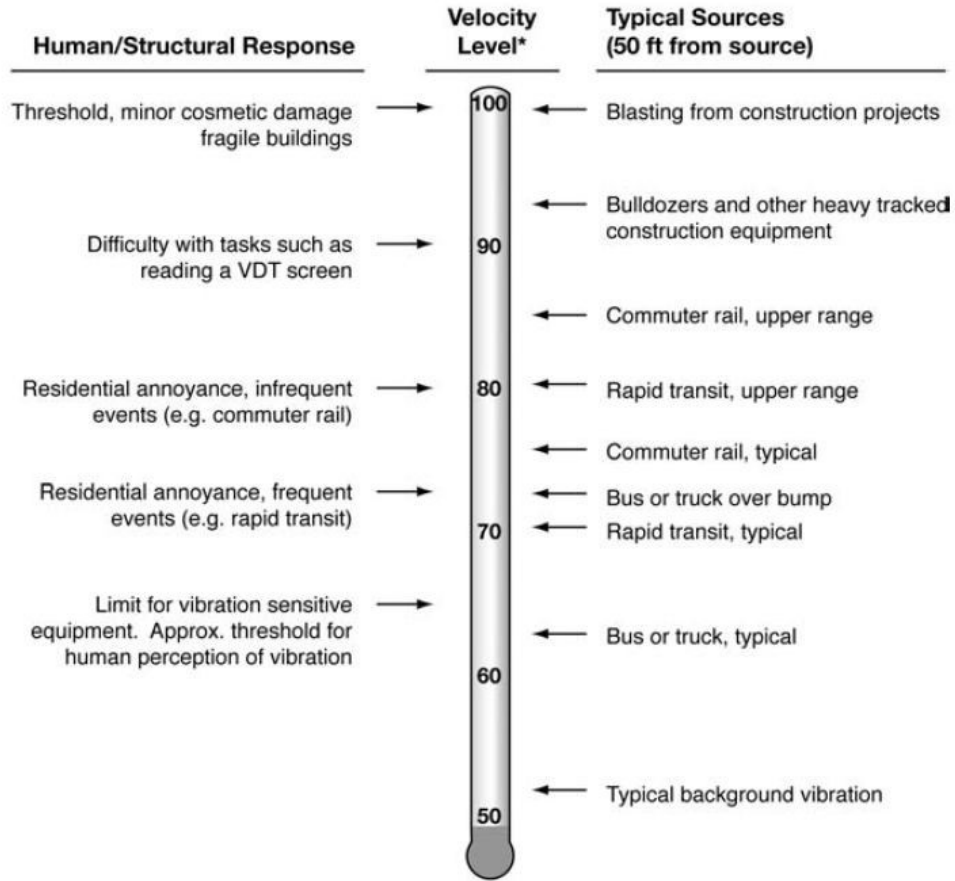 Human/Structural Response
Velocity
Level*
Typical Sources
(50 ft from source)
Threshold, minor cosmetic damage
fragile buildings
100
Blasting from construction projects
Bulldozers and other heavy tracked
construction equipment
Difficulty with tasks such as
reading a VDT screen
90
Commuter rail, upper range
Residential annoyance, infrequent
events (e.g. commuter rail)
80
Rapid transit, upper range
Commuter rail, typical
Residential annoyance, frequent
events (e.g. rapid transit)
Bus or truck over bump
70
Rapid transit, typical
Limit for vibration sensitive
equipment. Approx. threshold for
human perception of vibration
Bus or truck, typical
60
Typical background vibration
50